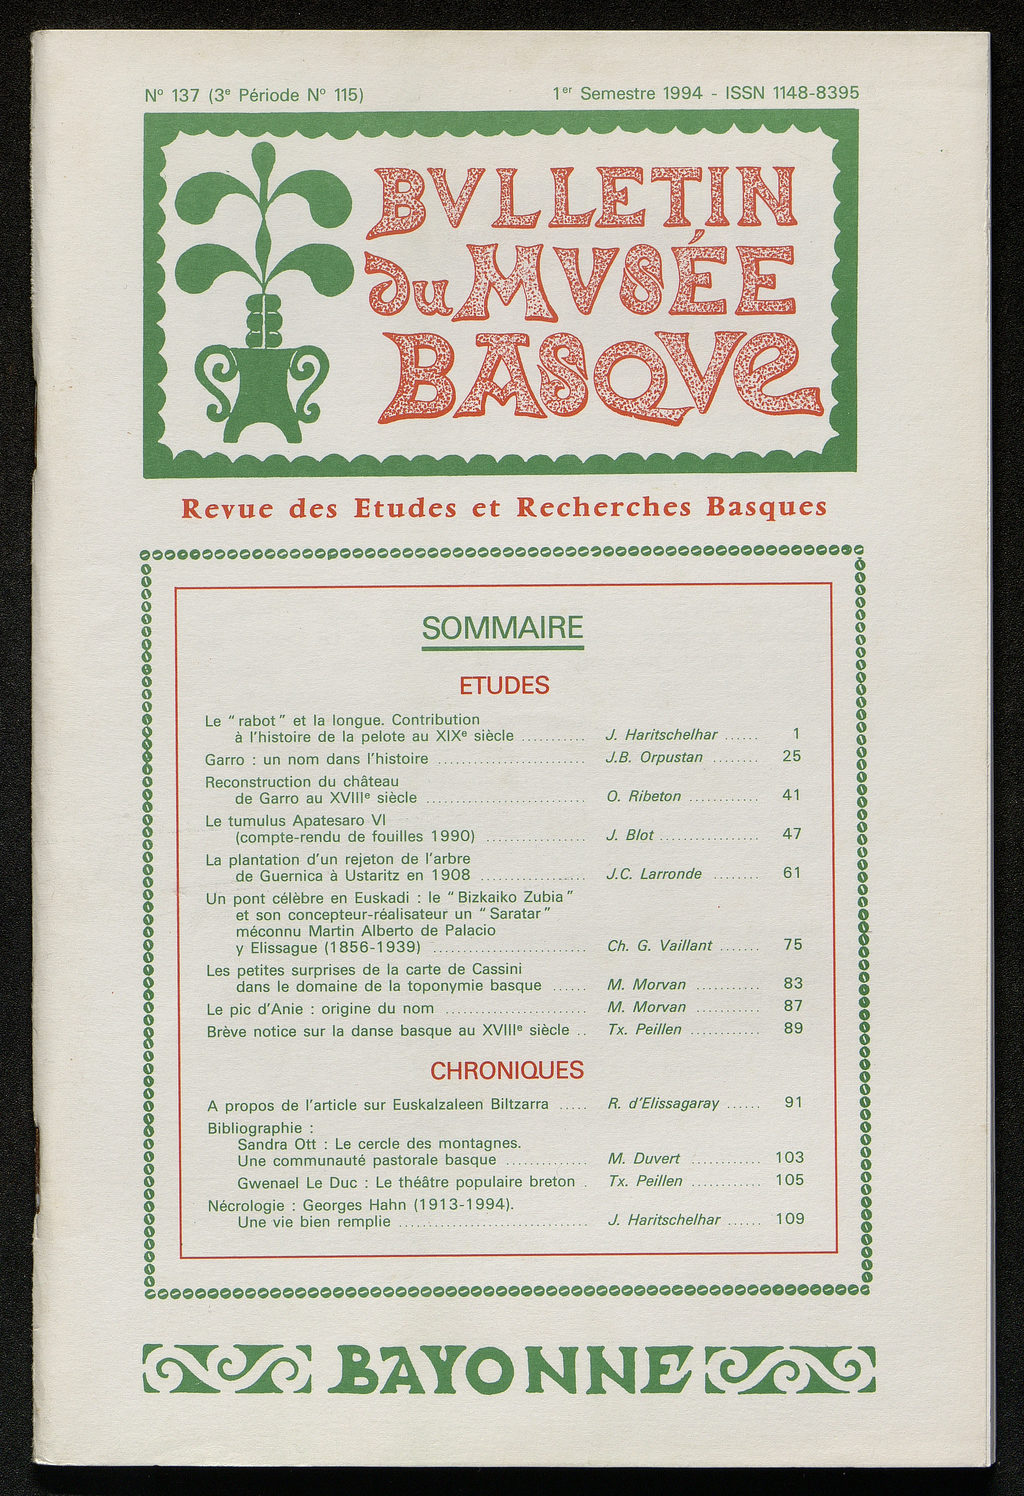 Nº 137 (3e Période Nº 115)
1er Semestre 1994 - ISSN 1148-8395
BVLLETIN
du MVSÉE
BASQVE
Revue des Etudes et Recherches Basques
SOMMAIRE
ETUDES
Le "rabot" et la longue. Contribution
à l'histoire de la pelote au XIXe siècle ........... J. Haritschelhar ...... 1
Garro : un nom dans l'histoire ......................... J.B. Orpustan ........ 25
Reconstruction du château
de Garro au XVIIIe siècle ........................... O. Ribeton ............ 41
Le tumulus Apatesaro VI
(compte-rendu de fouilles 1990) ................. J. Blot ................. 47
La plantation d'un rejeton de l'arbre
de Guernica à Ustaritz en 1908 .................. J.C. Larronde ........ 61
Un pont célèbre en Euskadi : le "Bizkaiko Zubia"
et son concepteur-réalisateur un "Saratar"
méconnu Martin Alberto de Palacio
y Elissague (1856-1939) .......................... Ch. G. Vaillant ....... 75
Les petites surprises de la carte de Cassini
dans le domaine de la toponymie basque ...... M. Morvan ........... 83
Le pic d'Anie : origine du nom ........................ M. Morvan ........... 87
Brève notice sur la danse basque au XVIIIe siècle .. Tx. Peillen ............ 89
CHRONIQUES
A propos de l'article sur Euskalzaleen Biltzarra ..... R. d'Elissagaray ...... 91
Bibliographie :
Sandra Ott : Le cercle des montagnes.
Une communauté pastorale basque .............. M. Duvert ............ 103
Gwenael Le Duc : Le théâtre populaire breton . Tx. Peillen ............ 105
Nécrologie : Georges Hahn (1913-1994).
Une vie bien remplie ................................ J. Haritschelhar ...... 109
BAYONNE